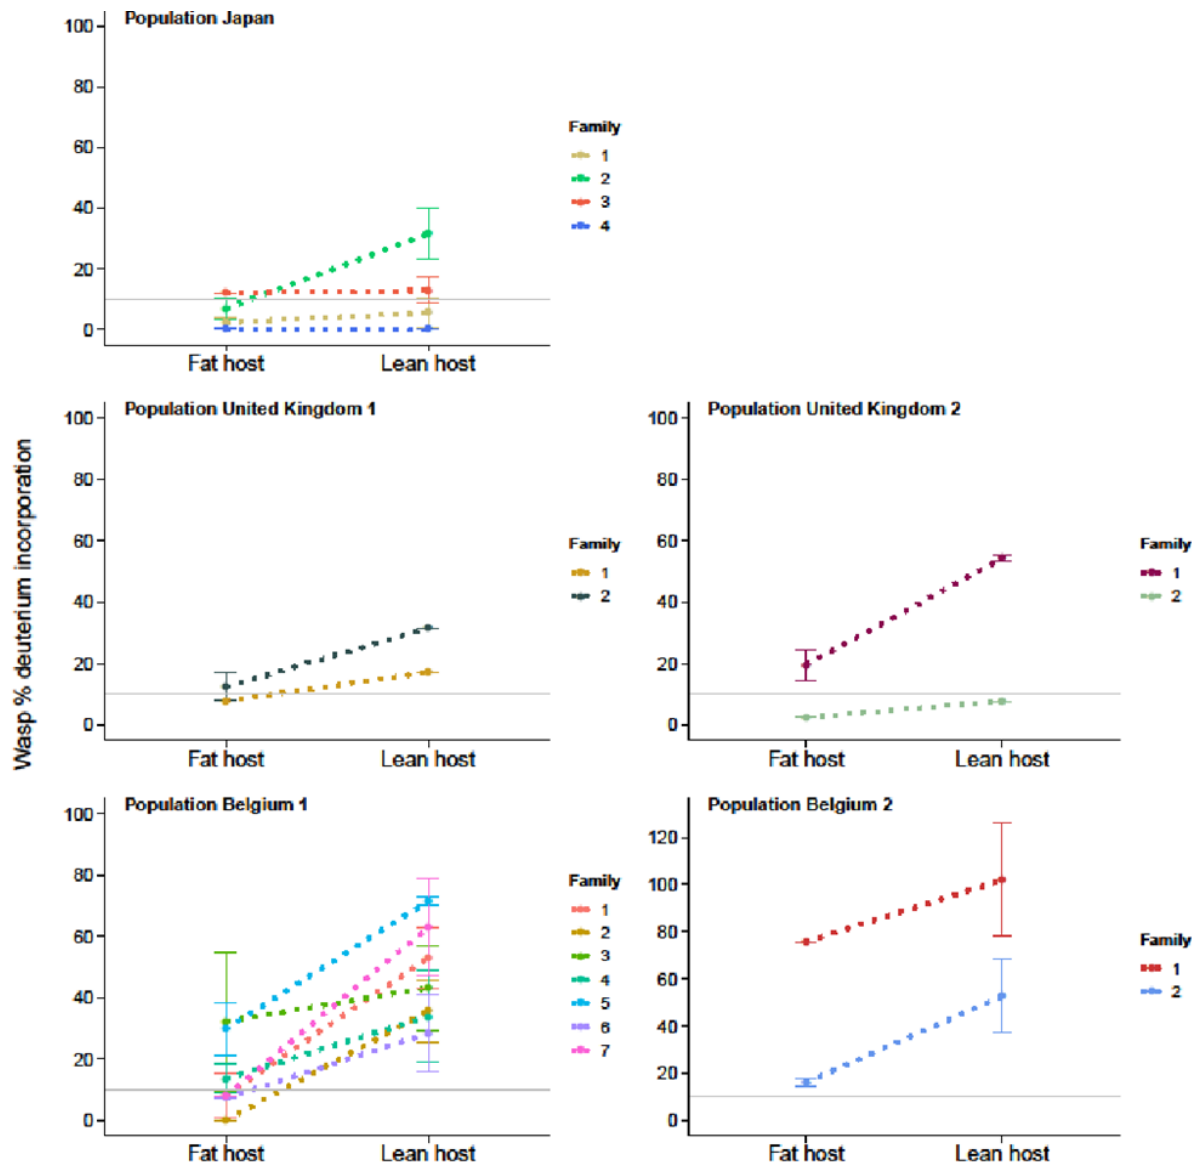 Population Japan
100
80
60
40
20
0
Fat host
Lean host
Family
1
2
3
4
Wasp % deuterium incorporation
Population United Kingdom 1
100
80
60
40
20
0
Fat host
Lean host
Family
1
2
Population United Kingdom 2
100
80
60
40
20
0
Fat host
Lean host
Family
1
2
Population Belgium 1
100
80
60
40
20
0
Fat host
Lean host
Family
1
2
3
4
5
6
7
Population Belgium 2
120
100
80
60
40
20
0
Fat host
Lean host
Family
1
2